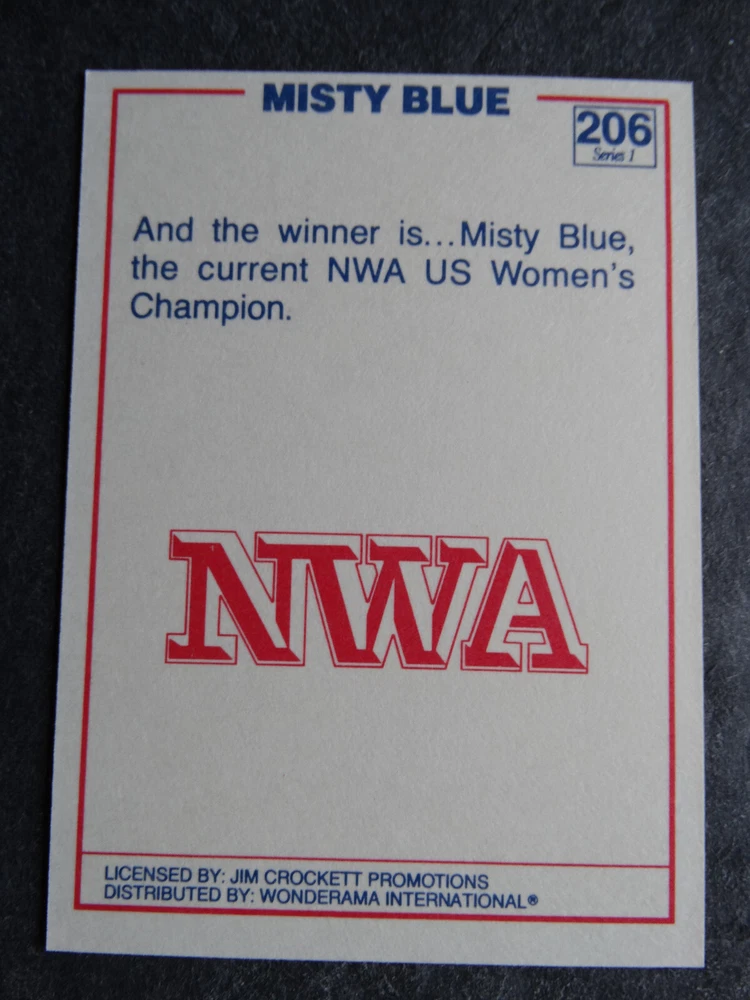 MISTY BLUE
206
Series 1
And the winner is...Misty Blue,
the current NWA US Women's
Champion.
NWA
LICENSED BY: JIM CROCKETT PROMOTIONS
DISTRIBUTED BY: WONDERAMA INTERNATIONAL®